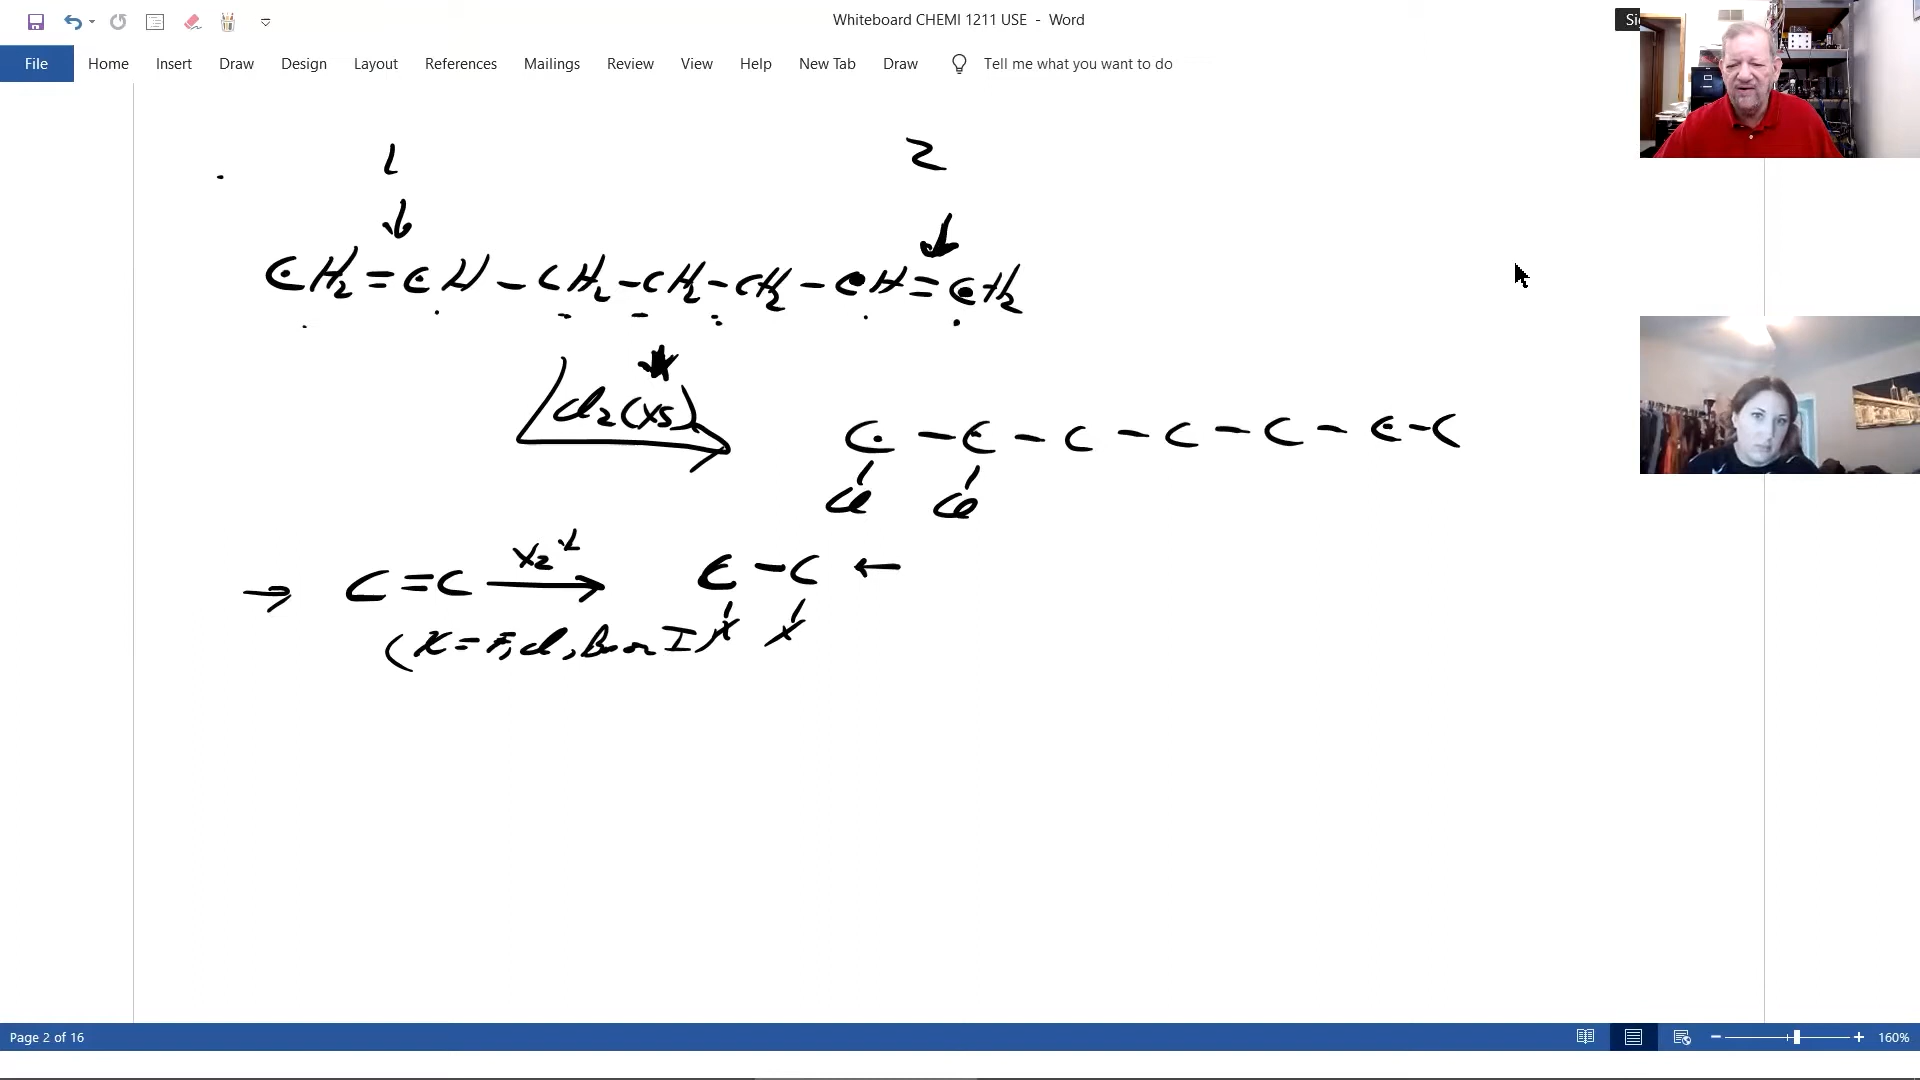 Whiteboard CHEMI 1211 USE - Word
Si
File Home Insert Draw Design Layout References Mailings Review View Help New Tab Draw Tell me what you want to do
1 2
CH2=CH-CH2-CH2-CH2-CH=CH2
Cl2(xs)
C-C-C-C-C-C-C
Cl Cl
X2
C=C C-C
(X=F, Cl, Br or I) X X
Page 2 of 16
160%